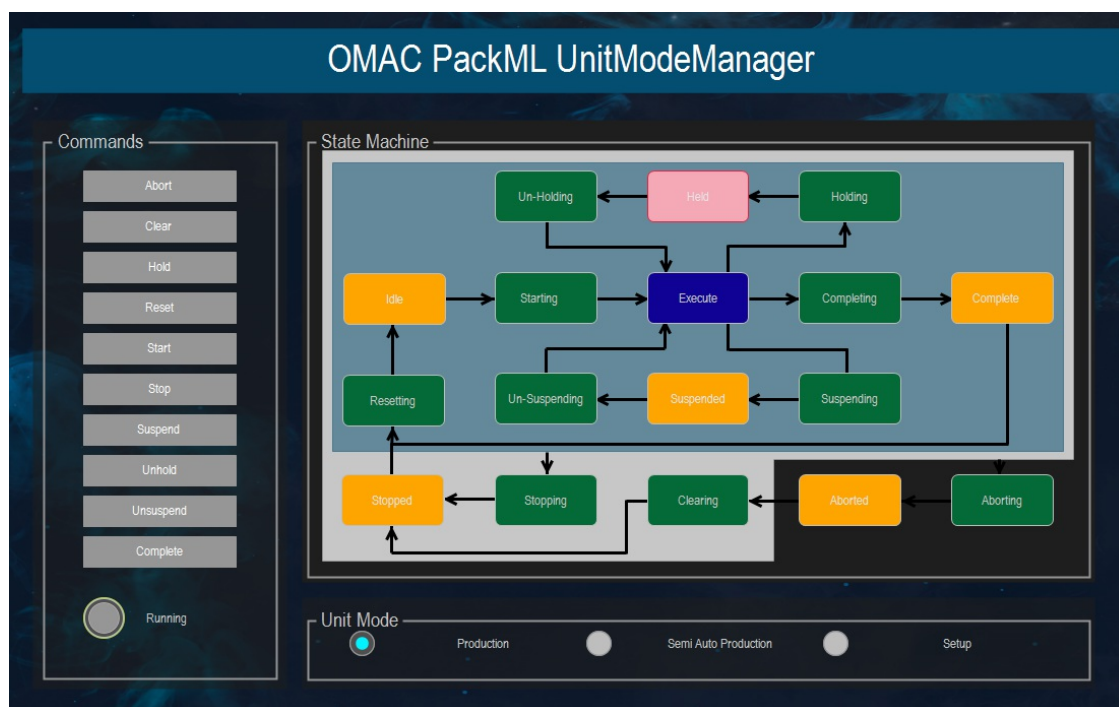 OMAC PackML UnitModeManager
Commands
Abort
Clear
Hold
Reset
Start
Stop
Suspend
Unhold
Unsuspend
Complete
Running
State Machine
Un-Holding
Held
Holding
Idle
Starting
Execute
Completing
Complete
Resetting
Un-Suspending
Suspended
Suspending
Stopped
Stopping
Clearing
Aborted
Aborting
Unit Mode
Production
Semi Auto Production
Setup